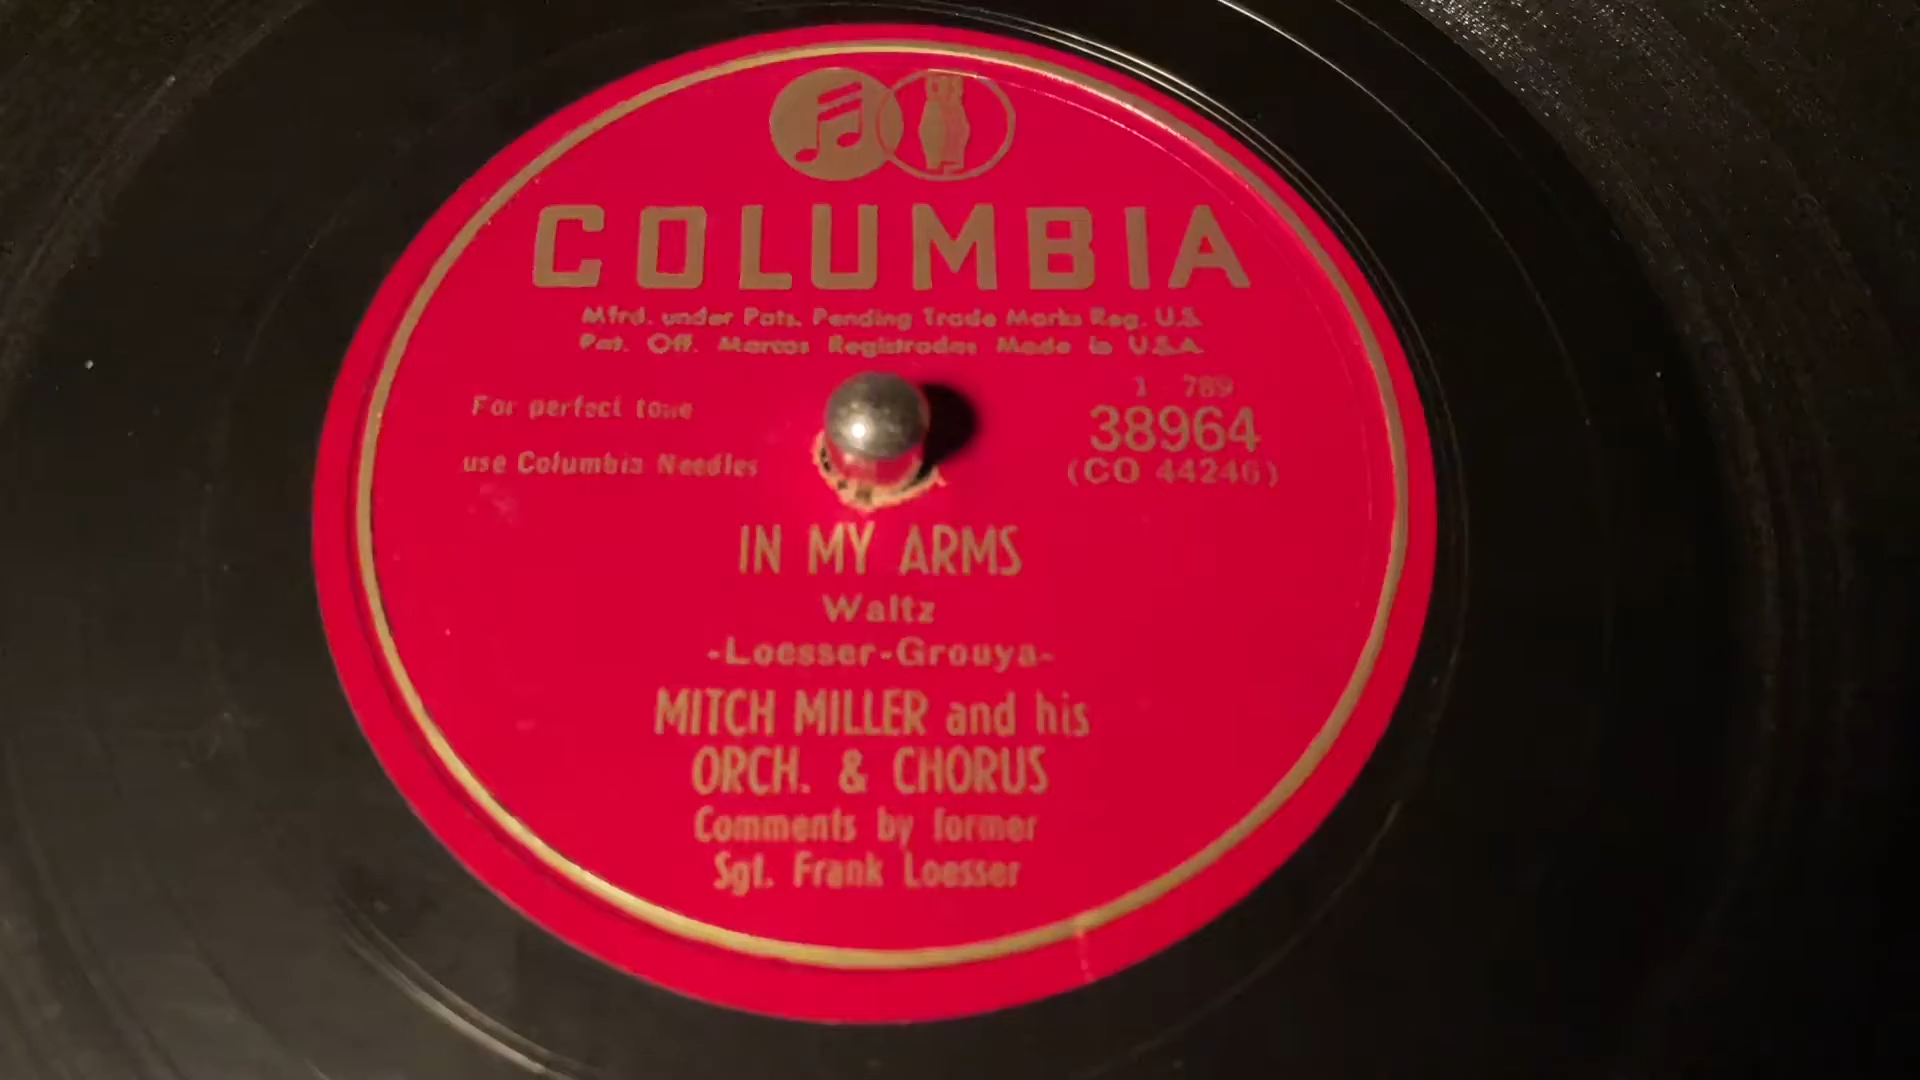 COLUMBIA
Mfrd. under Pats. Pending Trade Marks Reg. U.S.
Pat. Off. Marcas Registradas Made in U.S.A.
For perfect tone
use Columbia Needles
1 789
38964
(CO 44246)
IN MY ARMS
Waltz
-Loesser-Grouya-
MITCH MILLER and his
ORCH. & CHORUS
Comments by former
Sgt. Frank Loesser